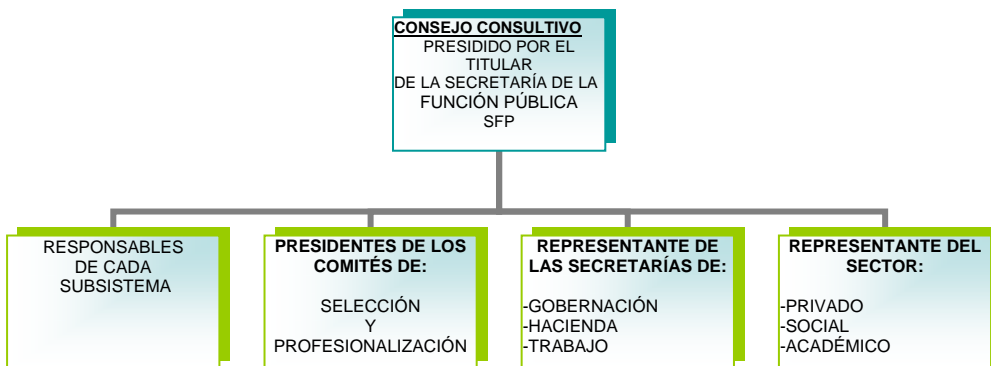 CONSEJO CONSULTIVO
PRESIDIDO POR EL
TITULAR
DE LA SECRETARÍA DE LA
FUNCIÓN PÚBLICA
SFP
RESPONSABLES
DE CADA
SUBSISTEMA
PRESIDENTES DE LOS
COMITÉS DE:
SELECCIÓN
Y
PROFESIONALIZACIÓN
REPRESENTANTE DE
LAS SECRETARÍAS DE:
-GOBERNACIÓN
-HACIENDA
-TRABAJO
REPRESENTANTE DEL
SECTOR:
-PRIVADO
-SOCIAL
-ACADÉMICO